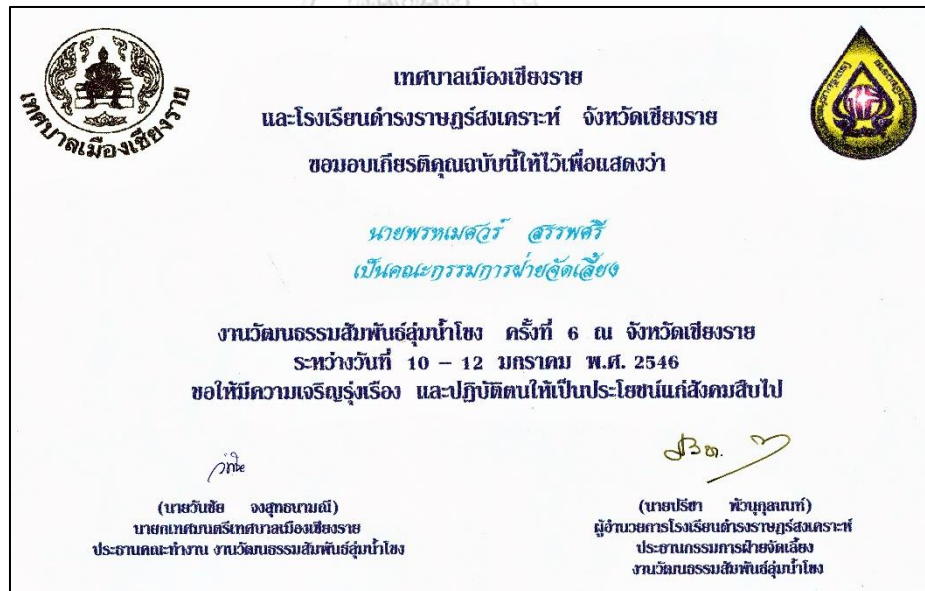 เทศบาลเมืองเชียงราย
เทศบาลเมืองเชียงราย
และโรงเรียนดำรงราษฎร์สงเคราะห์ จังหวัดเชียงราย
ขอมอบเกียรติคุณฉบับนี้ให้ไว้เพื่อแสดงว่า
นายพรหเมศวร์ สรรพศรี
เป็นคณะกรรมการฝ่ายจัดเลี้ยง
งานวัฒนธรรมสัมพันธ์ลุ่มน้ำโขง ครั้งที่ 6 ณ จังหวัดเชียงราย
ระหว่างวันที่ 10 – 12 มกราคม พ.ศ. 2546
ขอให้มีความเจริญรุ่งเรือง และปฏิบัติตนให้เป็นประโยชน์แก่สังคมสืบไป
(นายวันชัย จงสุทธนามณี)
นายกเทศมนตรีเทศบาลเมืองเชียงราย
ประธานคณะทำงาน งานวัฒนธรรมสัมพันธ์ลุ่มน้ำโขง
(นายปรีชา พัวนุกุลนนท์)
ผู้อำนวยการโรงเรียนดำรงราษฎร์สงเคราะห์
ประธานกรรมการฝ่ายจัดเลี้ยง
งานวัฒนธรรมสัมพันธ์ลุ่มน้ำโขง